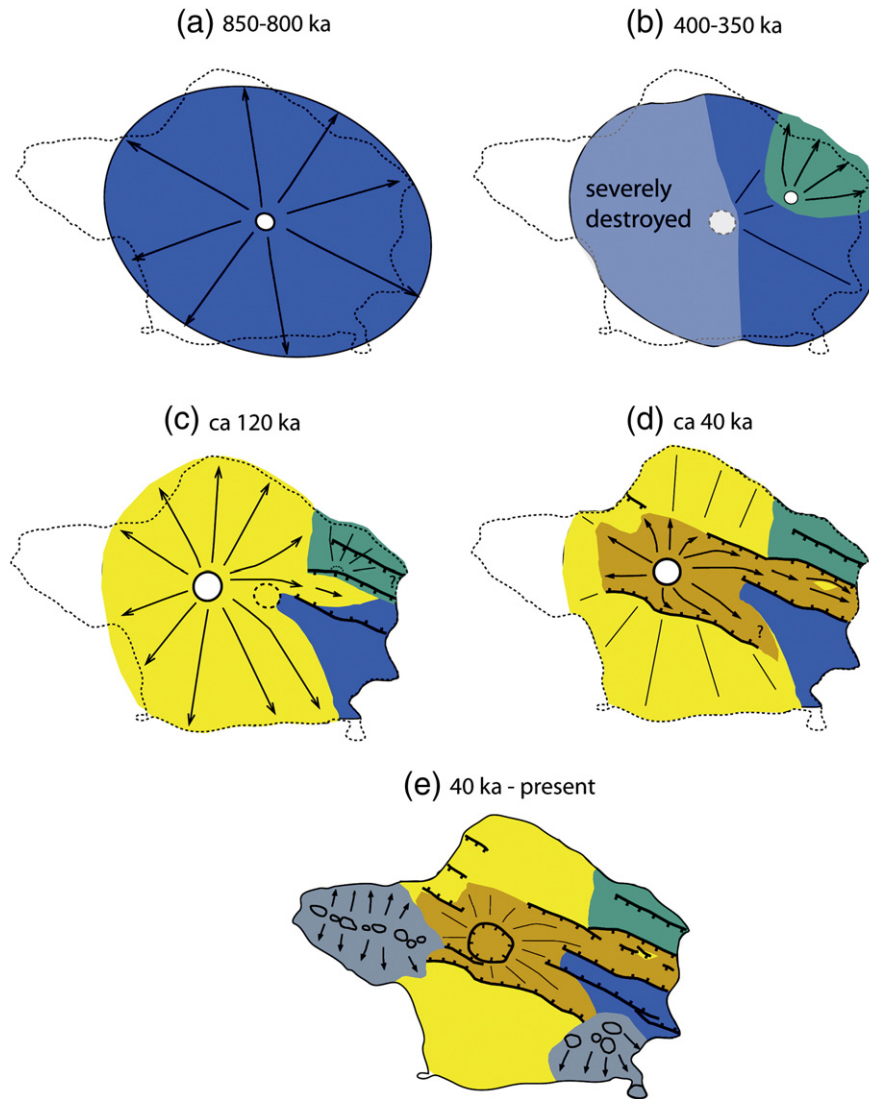 (a) 850-800 ka
(b) 400-350 ka
severely
destroyed
(c) ca 120 ka
?
(d) ca 40 ka
?
(e) 40 ka - present